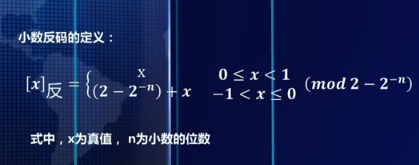 小数反码的定义：
[x]反 = { x 0 ≤ x < 1
(2 − 2⁻ⁿ) + x −1 < x ≤ 0 (mod 2 − 2⁻ⁿ)
式中，x为真值， n为小数的位数